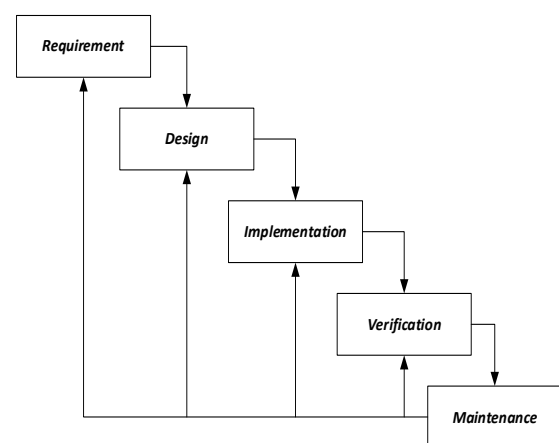 Requirement
Design
Implementation
Verification
Maintenance